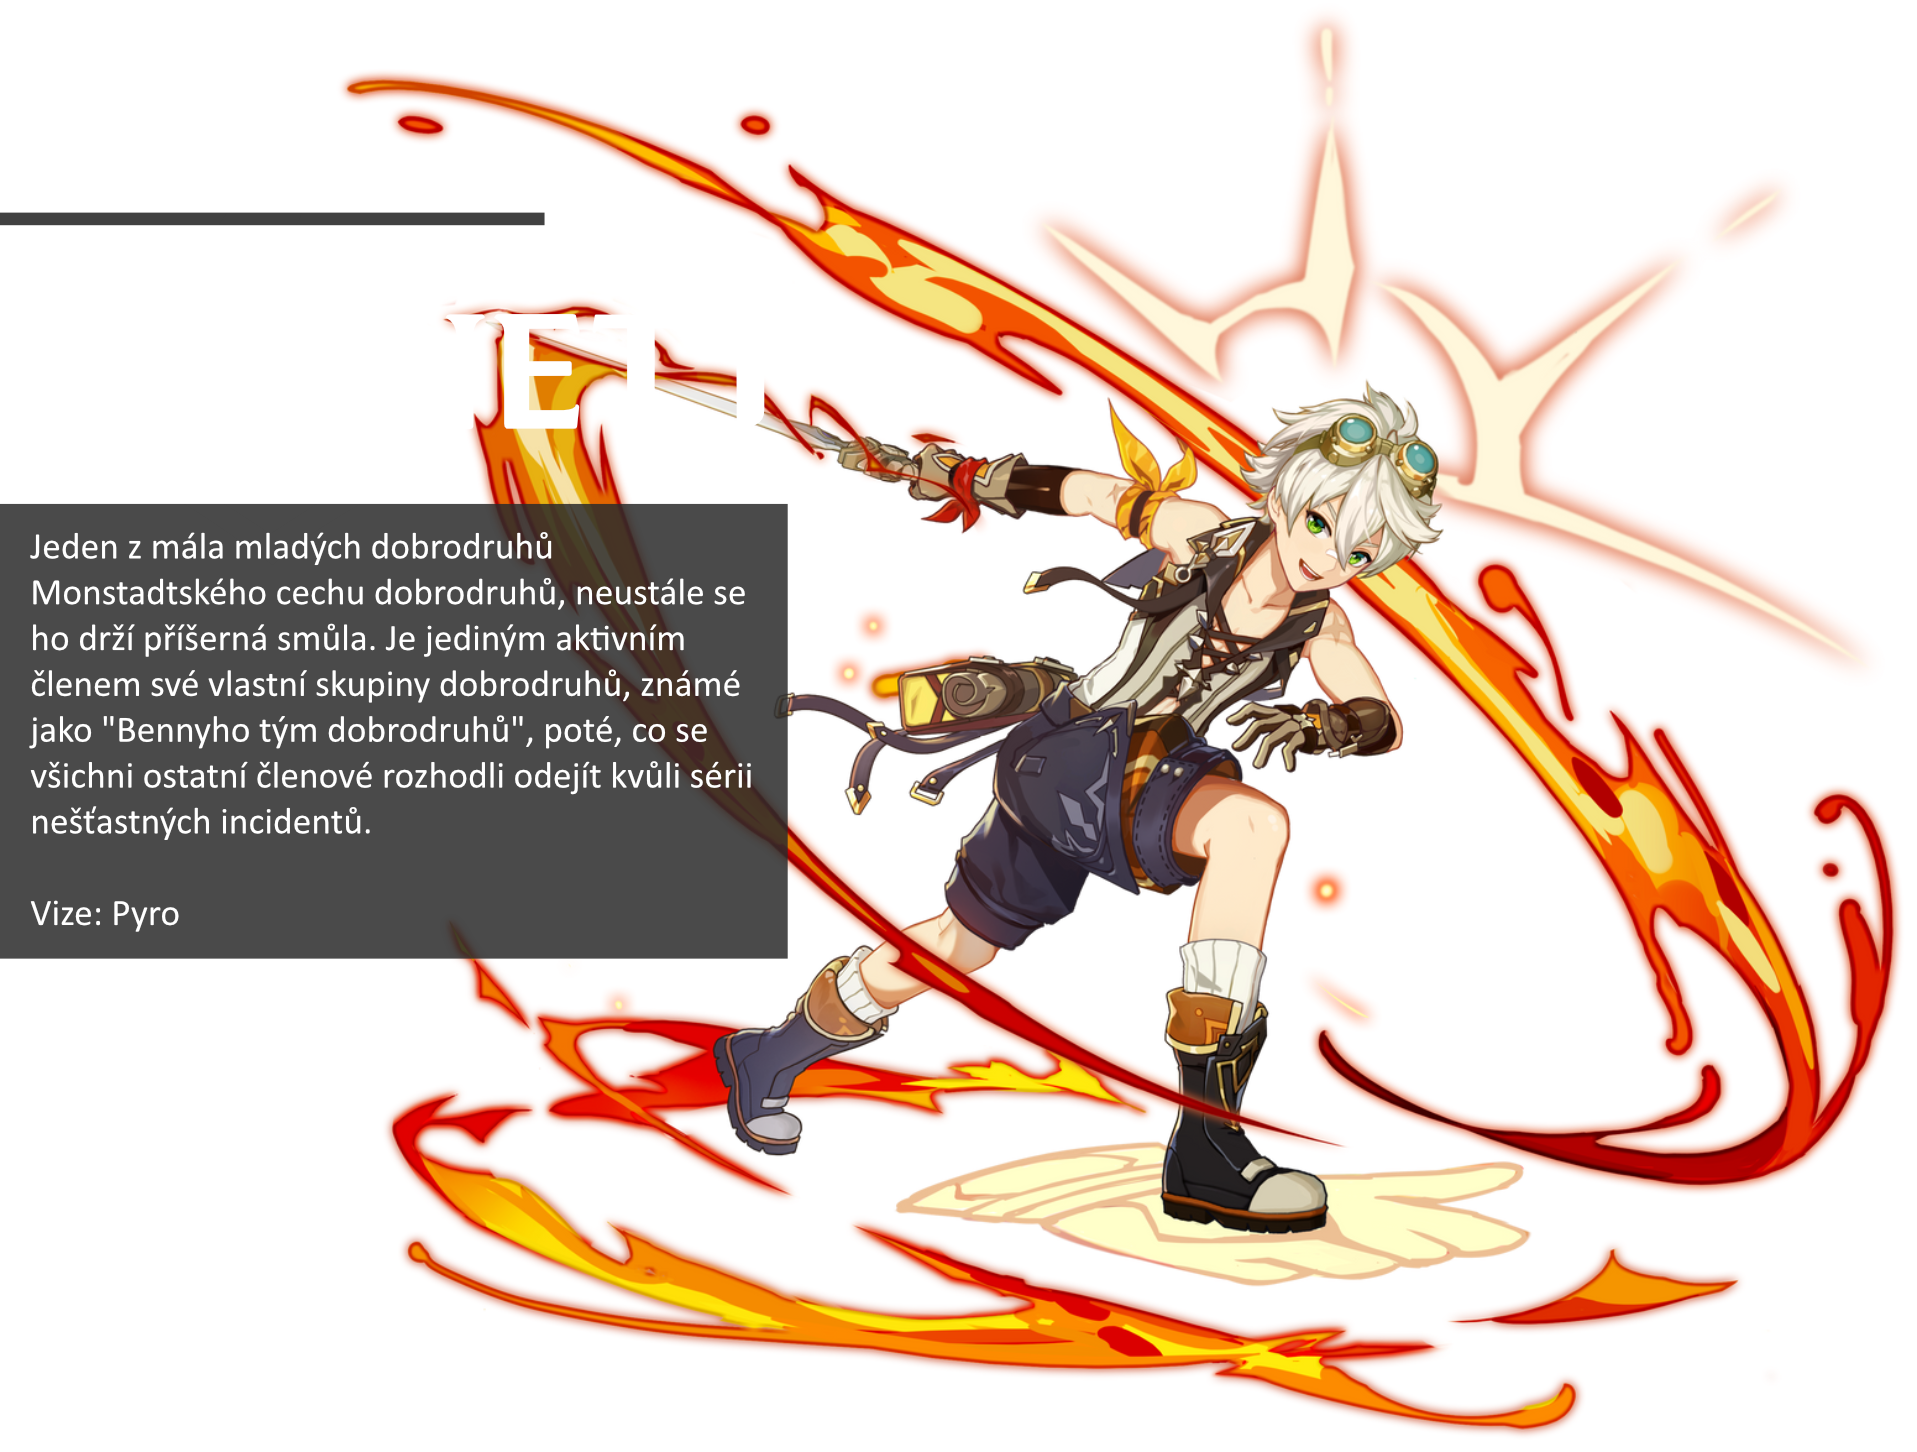 Jeden z mála mladých dobrodruhů
Monstadtského cechu dobrodruhů, neustále se
ho drží příšerná smůla. Je jediným aktivním
členem své vlastní skupiny dobrodruhů, známé
jako "Bennyho tým dobrodruhů", poté, co se
všichni ostatní členové rozhodli odejít kvůli sérii
nešťastných incidentů.
Vize: Pyro